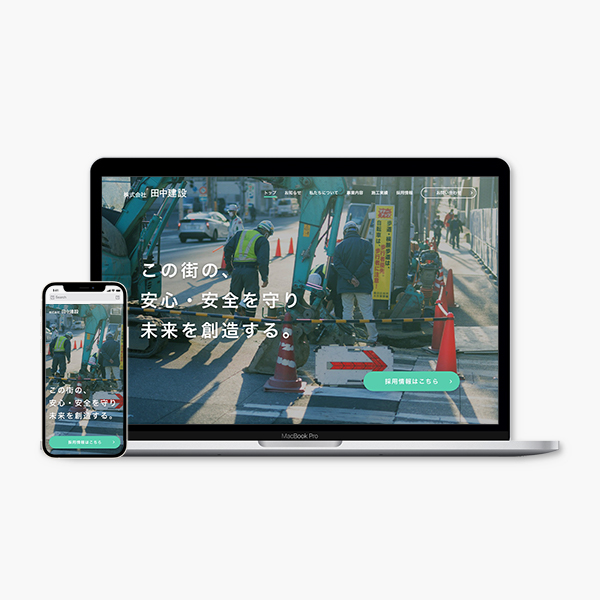 株式会社 田中建設
トップ お知らせ 私たちについて 事業内容 施工実績 採用情報 お問い合わせ
この街の、
安心・安全を守り
未来を創造する。
採用情報はこちら
MacBook Pro
Search
株式会社 田中建設
この街の、
安心・安全を守り
未来を創造する。
採用情報はこちら